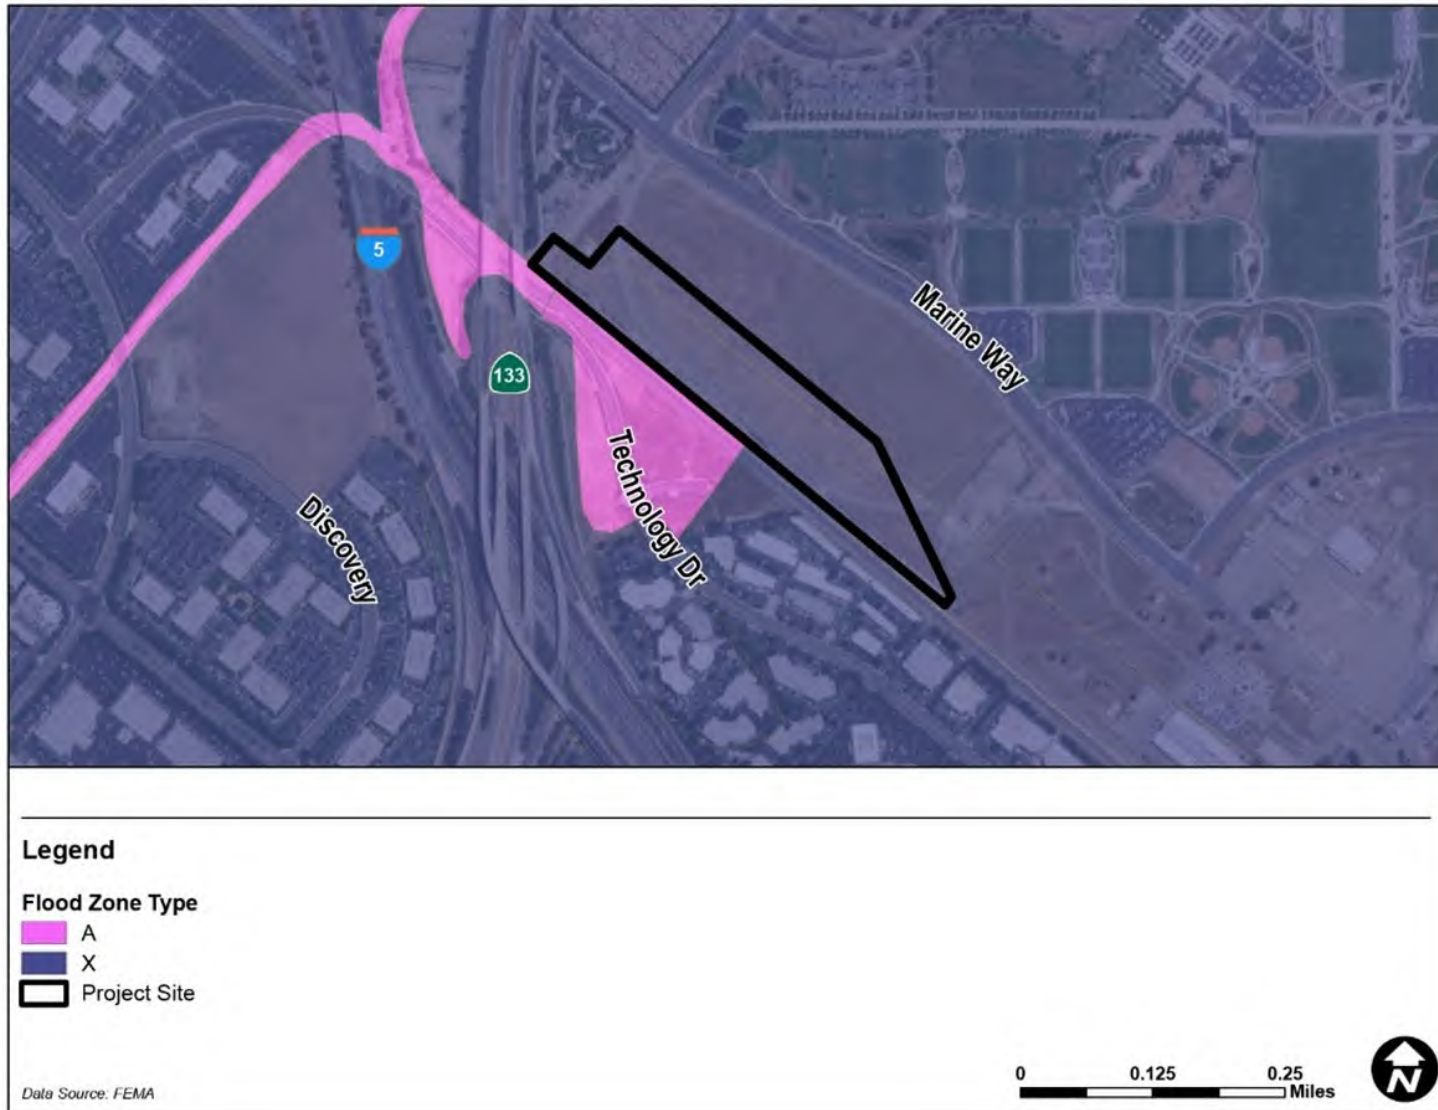 5
133
Marine Way
Technology Dr
Discovery
Legend
Flood Zone Type
A
X
Project Site
Data Source: FEMA
0 0.125 0.25
Miles
N